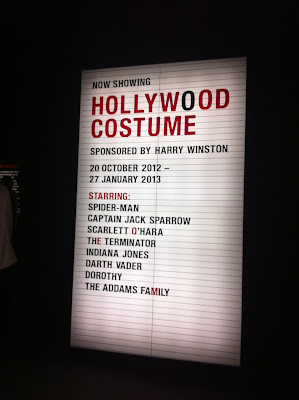 NOW SHOWING
HOLLYWOOD
COSTUME
SPONSORED BY HARRY WINSTON
20 OCTOBER 2012 –
27 JANUARY 2013
STARRING:
SPIDER-MAN
CAPTAIN JACK SPARROW
SCARLETT O'HARA
THE TERMINATOR
INDIANA JONES
DARTH VADER
DOROTHY
THE ADDAMS FAMILY